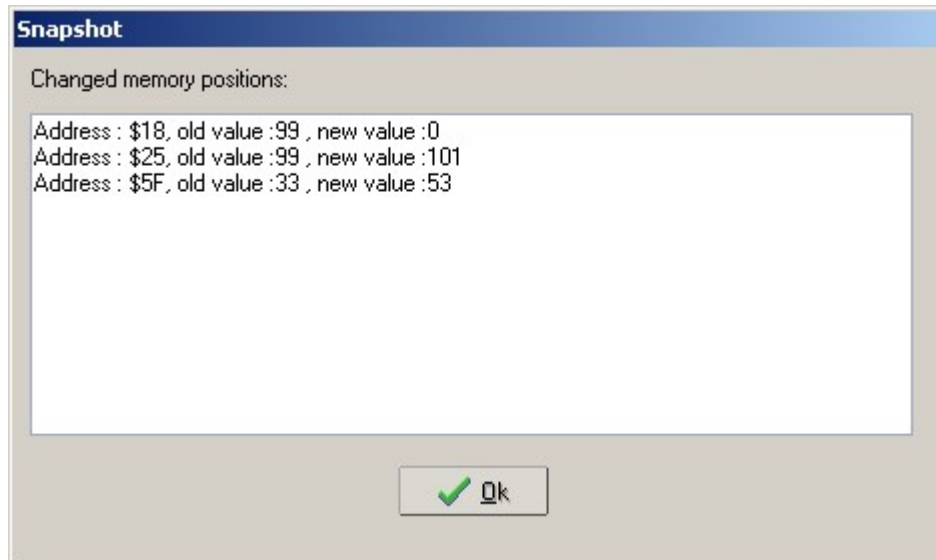 Snapshot
Changed memory positions:
Address : $18, old value :99 , new value :0
Address : $25, old value :99 , new value :101
Address : $5F, old value :33 , new value :53
Ok